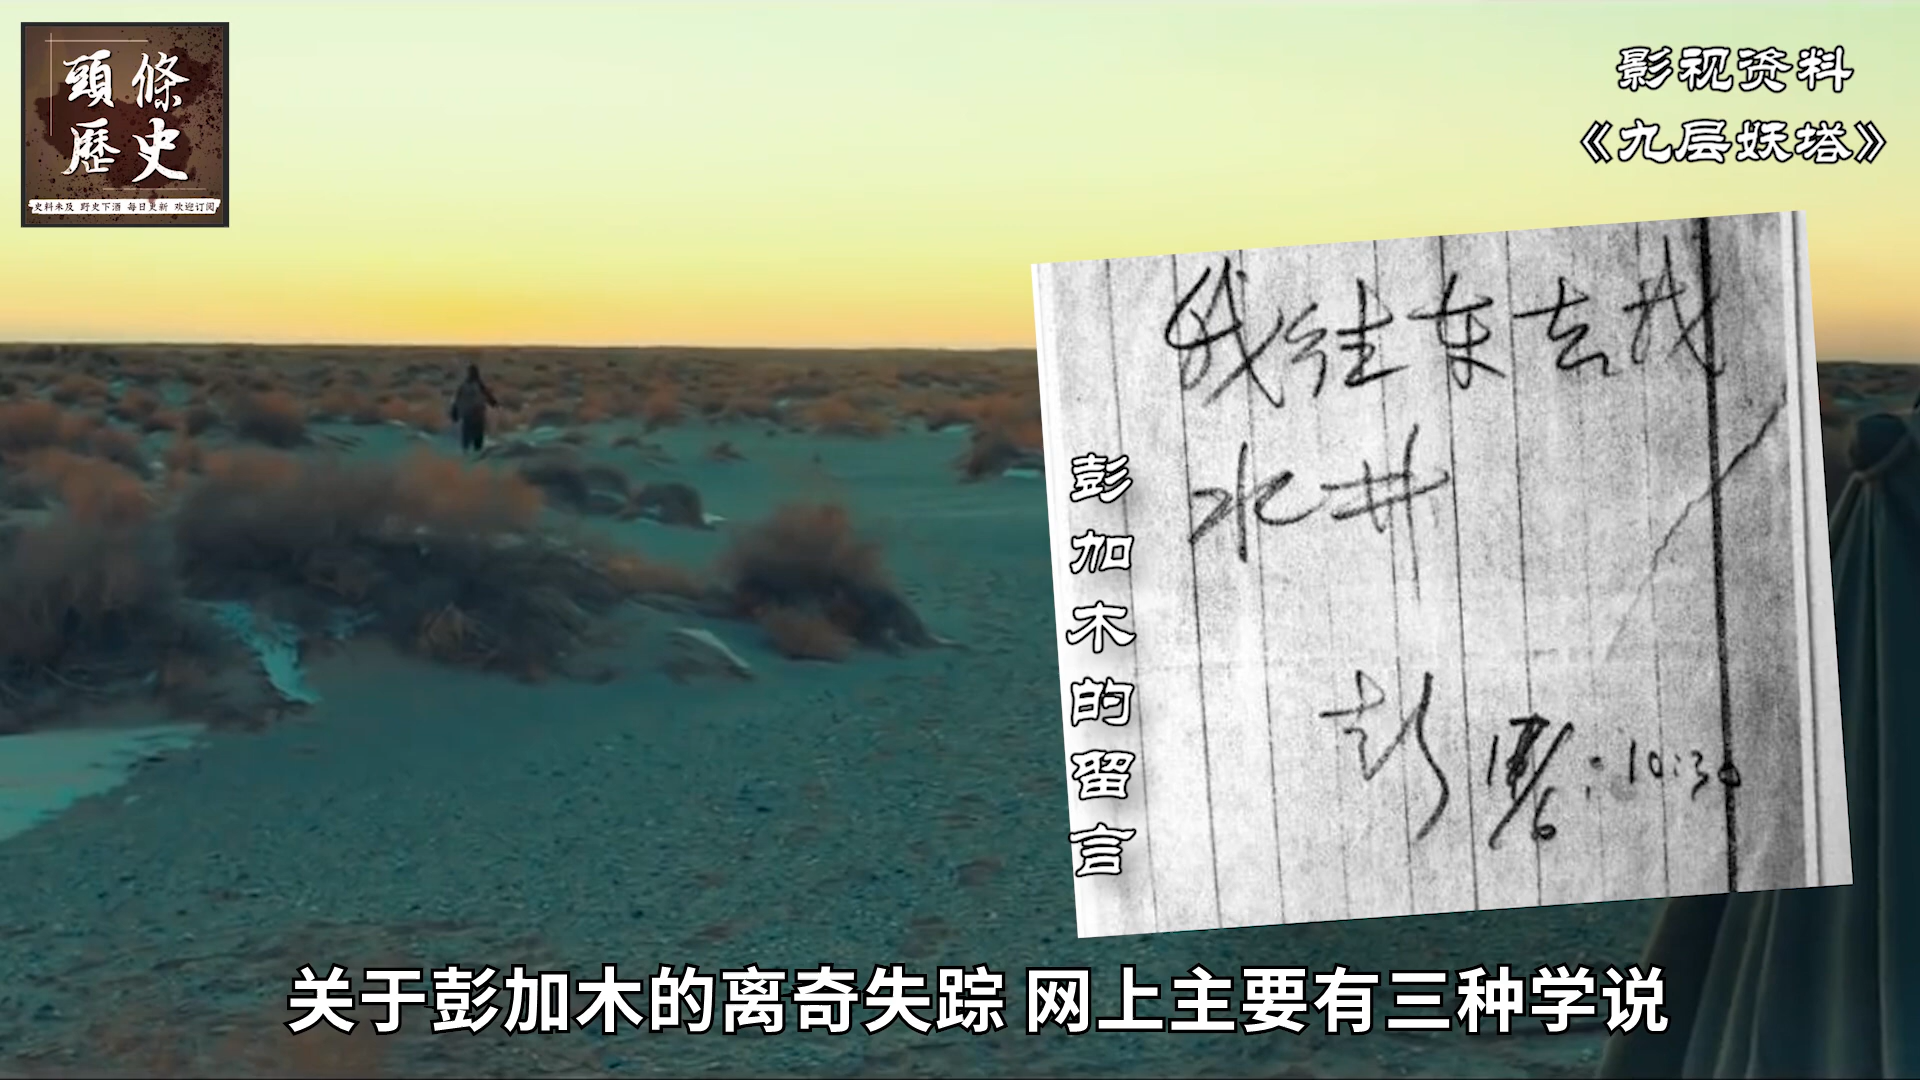 頭條
歷史
史料未及 野史下酒 每日更新 欢迎订阅
影视资料
《九层妖塔》
我往东去找
水井
彭
10:30
彭加木的留言
关于彭加木的离奇失踪 网上主要有三种学说